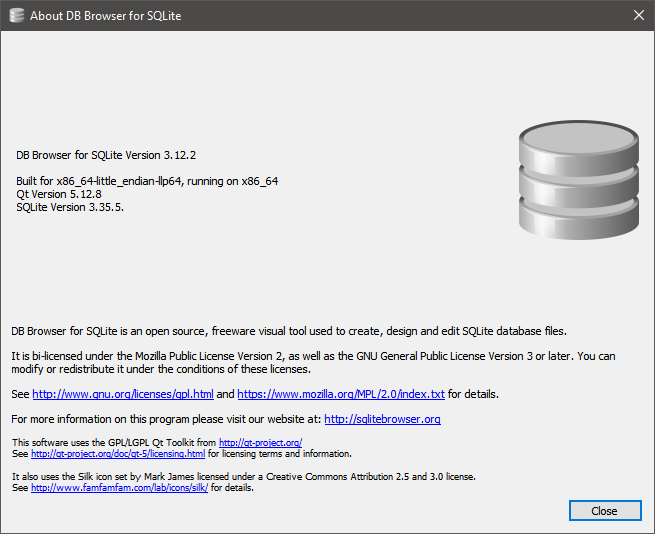 About DB Browser for SQLite
DB Browser for SQLite Version 3.12.2
Built for x86_64-little_endian-llp64, running on x86_64
Qt Version 5.12.8
SQLite Version 3.35.5.
DB Browser for SQLite is an open source, freeware visual tool used to create, design and edit SQLite database files.
It is bi-licensed under the Mozilla Public License Version 2, as well as the GNU General Public License Version 3 or later. You can
modify or redistribute it under the conditions of these licenses.
See http://www.gnu.org/licenses/gpl.html and https://www.mozilla.org/MPL/2.0/index.txt for details.
For more information on this program please visit our website at: http://sqlitebrowser.org
This software uses the GPL/LGPL Qt Toolkit from http://qt-project.org/
See http://qt-project.org/doc/qt-5/licensing.html for licensing terms and information.
It also uses the Silk icon set by Mark James licensed under a Creative Commons Attribution 2.5 and 3.0 license.
See http://www.famfamfam.com/lab/icons/silk/ for details.
Close